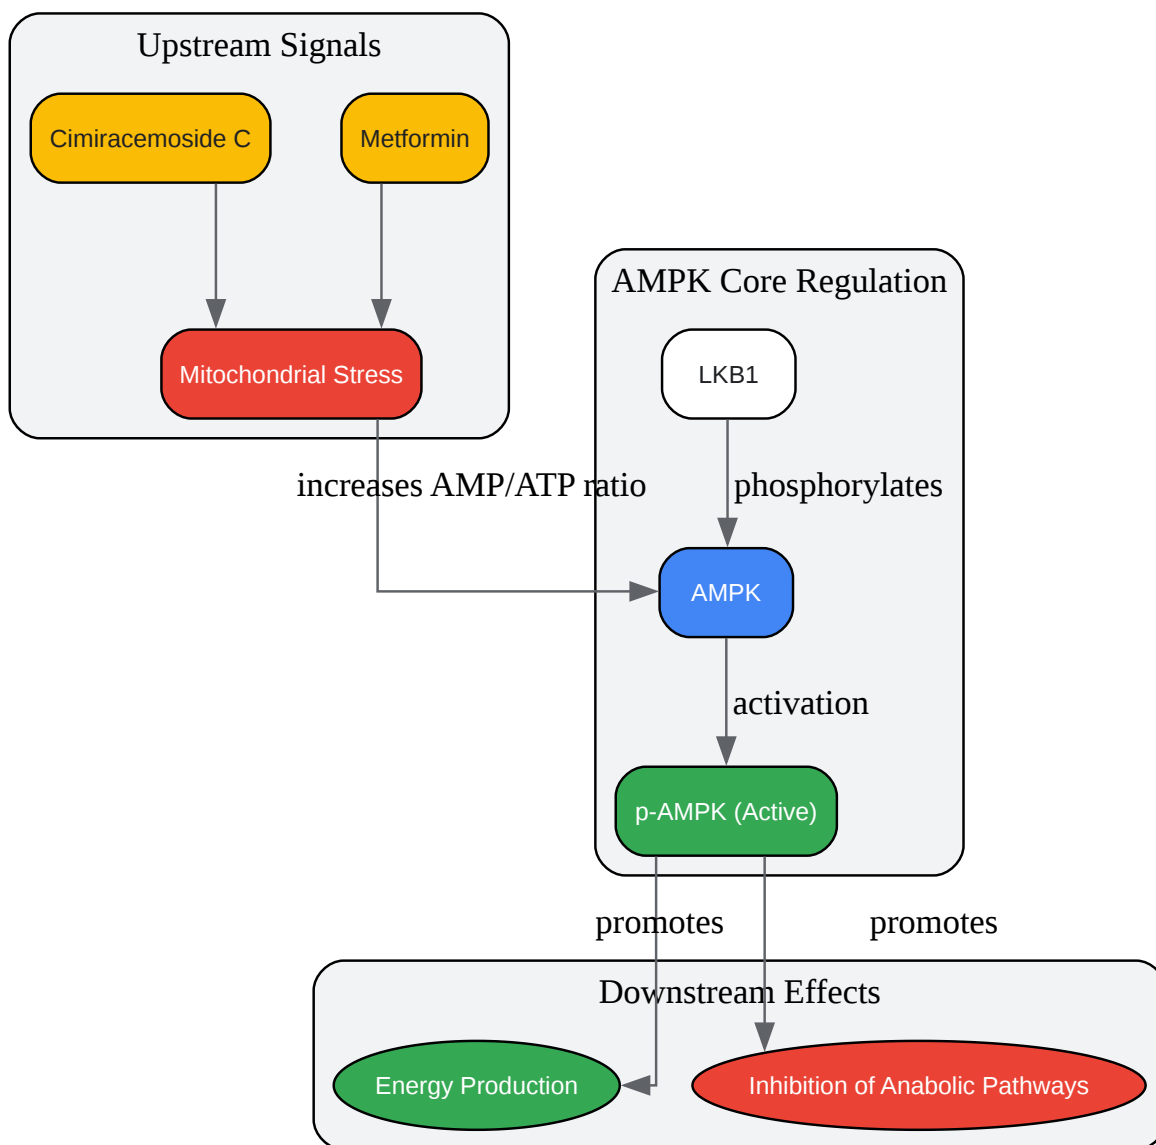 Upstream Signals
Cimiracemoside C
Metformin
Mitochondrial Stress
AMPK Core Regulation
LKB1
increases AMP/ATP ratio
phosphorylates
AMPK
activation
p-AMPK (Active)
promotes
promotes
Downstream Effects
Energy Production
Inhibition of Anabolic Pathways